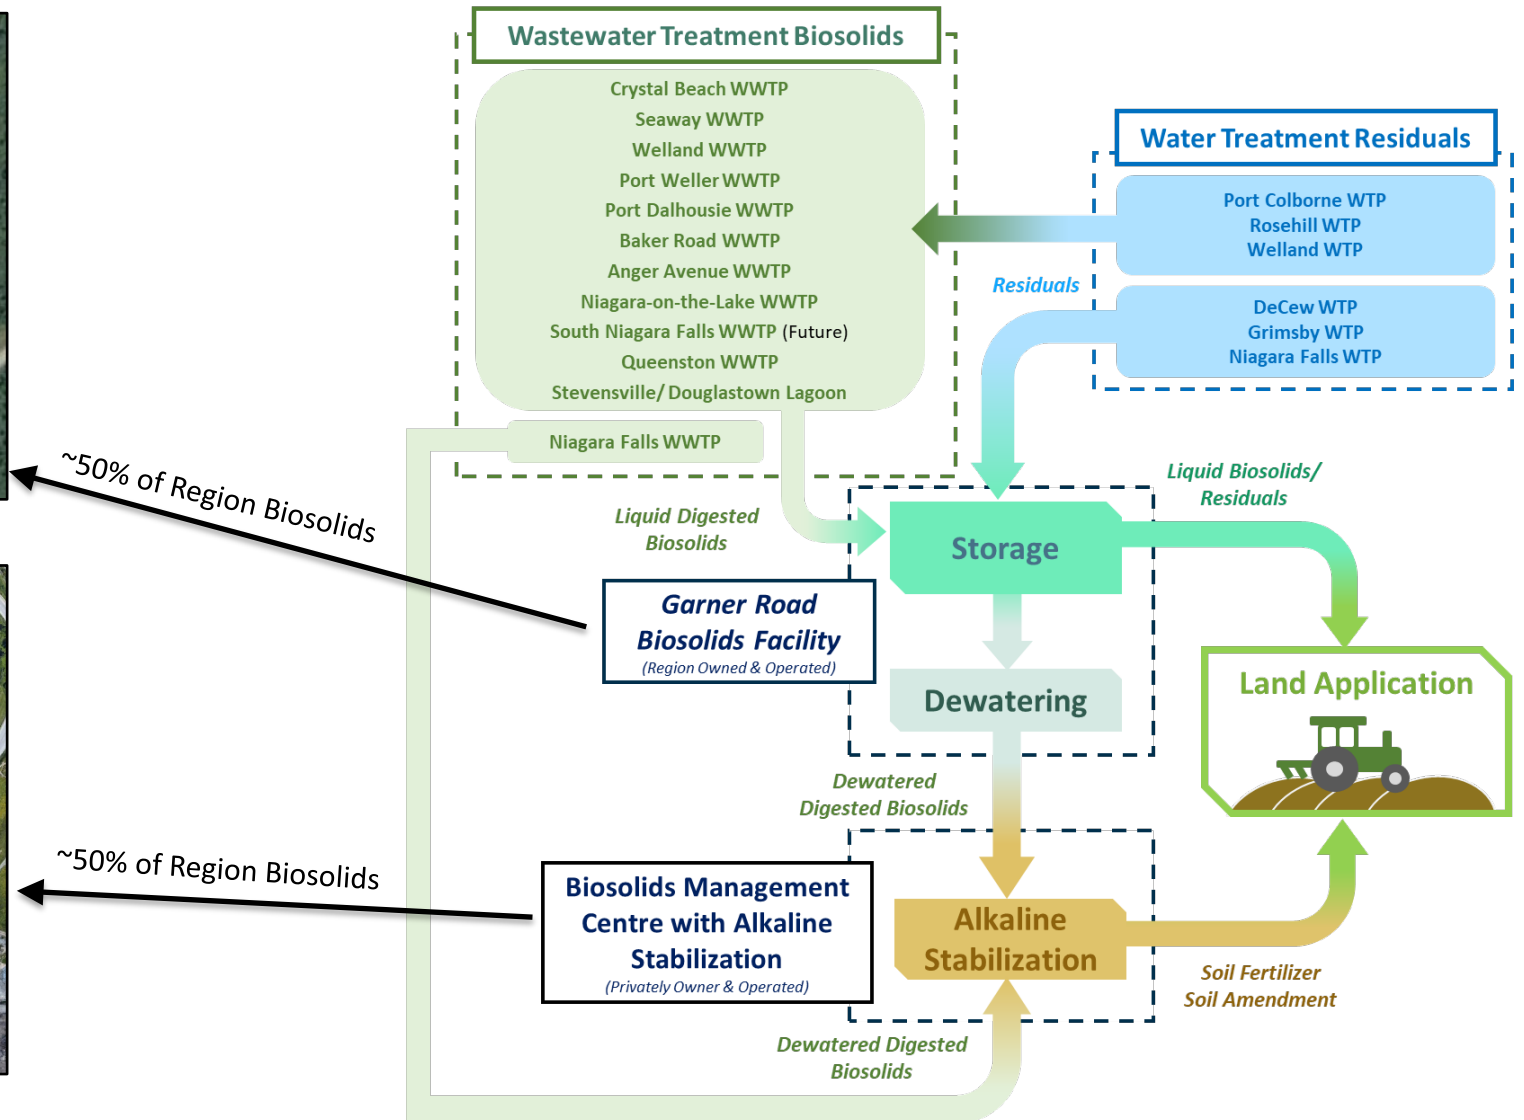 Wastewater Treatment Biosolids
Crystal Beach WWTP
Seaway WWTP
Welland WWTP
Port Weller WWTP
Port Dalhousie WWTP
Baker Road WWTP
Anger Avenue WWTP
Niagara-on-the-Lake WWTP
South Niagara Falls WWTP (Future)
Queenston WWTP
Stevensville/ Douglastown Lagoon
Niagara Falls WWTP
Water Treatment Residuals
Port Colborne WTP
Rosehill WTP
Welland WTP
Residuals
DeCew WTP
Grimsby WTP
Niagara Falls WTP
~50% of Region Biosolids
Liquid Digested
Biosolids
Storage
Liquid Biosolids/
Residuals
Garner Road
Biosolids Facility
(Region Owned & Operated)
Dewatering
Land Application
Dewatered
Digested Biosolids
~50% of Region Biosolids
Biosolids Management
Centre with Alkaline
Stabilization
(Privately Owner & Operated)
Alkaline
Stabilization
Soil Fertilizer
Soil Amendment
Dewatered Digested
Biosolids